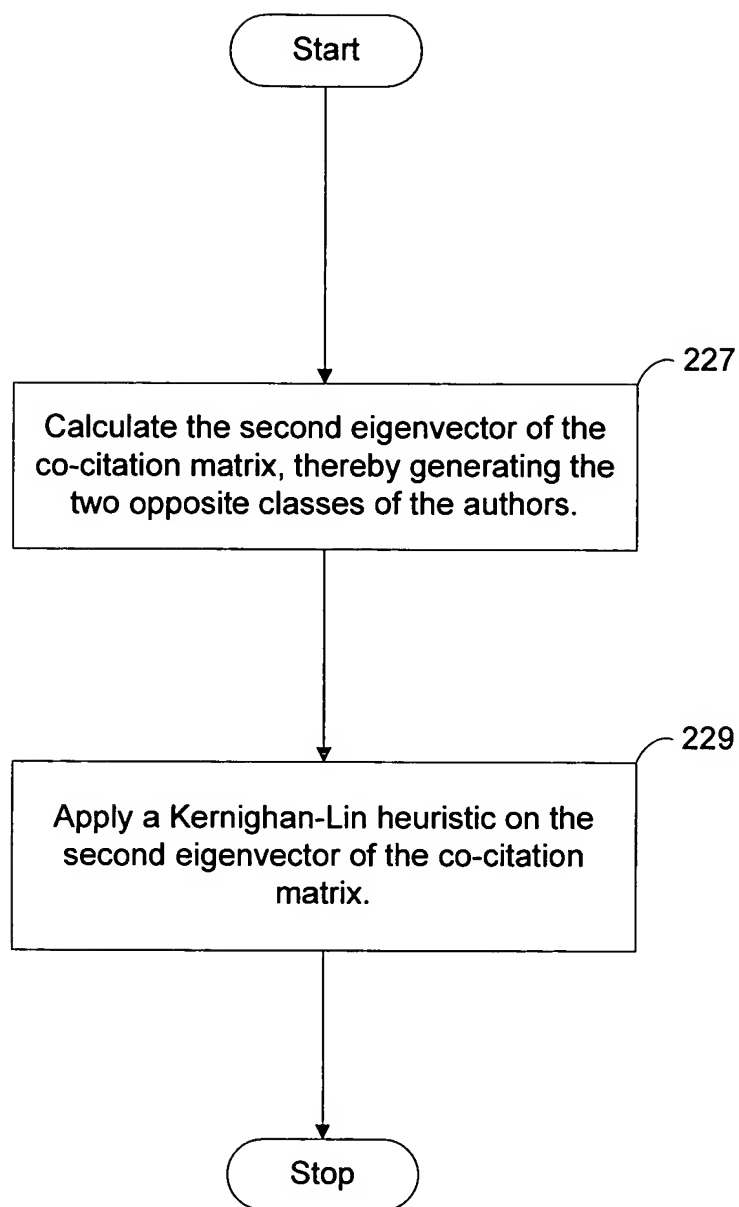 Start
227
Calculate the second eigenvector of the
co-citation matrix, thereby generating the
two opposite classes of the authors.
229
Apply a Kernighan-Lin heuristic on the
second eigenvector of the co-citation
matrix.
Stop